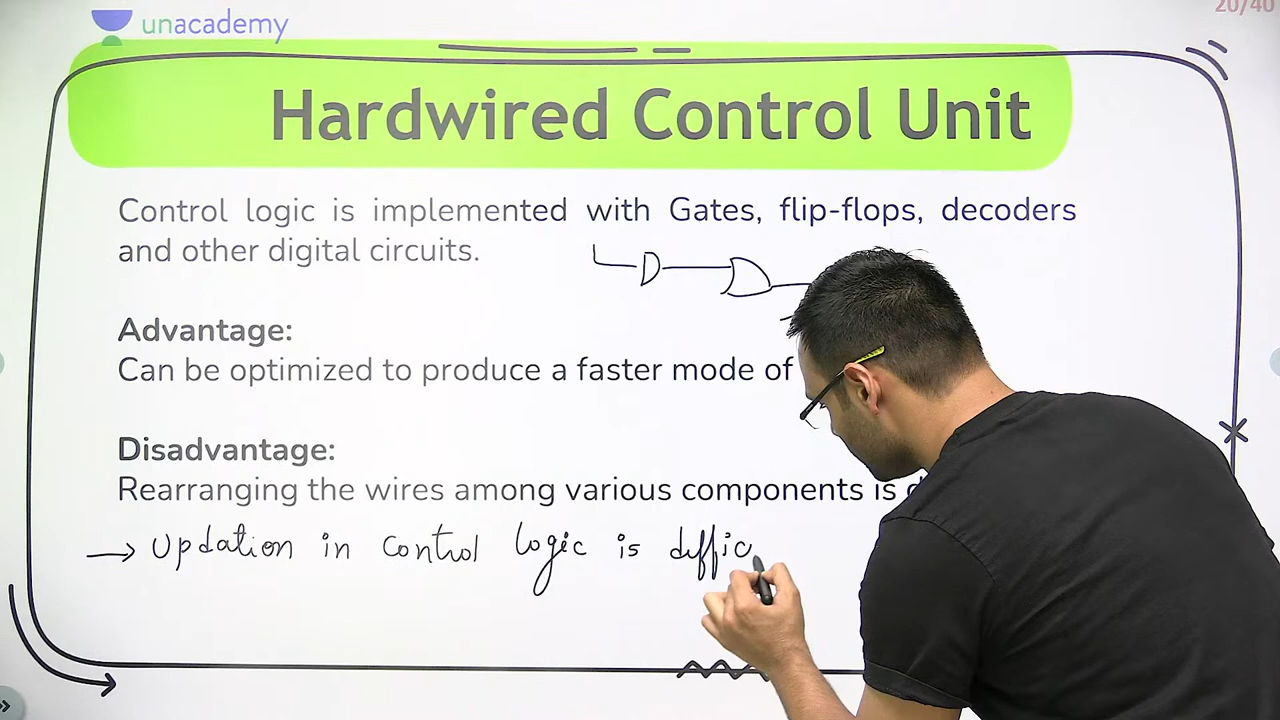 20/40
unacademy
Hardwired Control Unit
Control logic is implemented with Gates, flip-flops, decoders
and other digital circuits.
Advantage:
Can be optimized to produce a faster mode of
Disadvantage:
Rearranging the wires among various components is
→ Updation in control logic is diffic